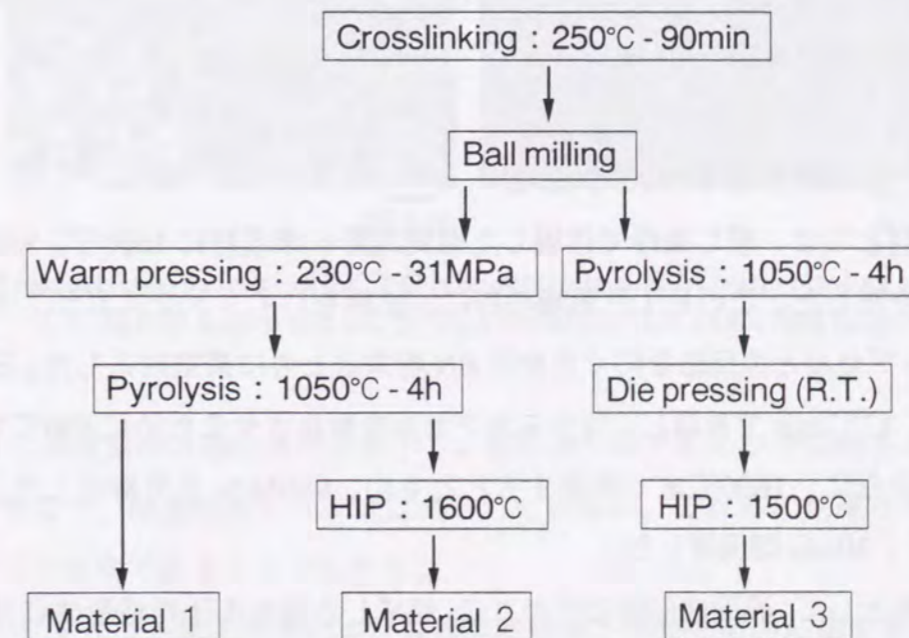 Crosslinking : 250℃ - 90min
Ball milling
Warm pressing : 230℃ - 31MPa
Pyrolysis : 1050℃ - 4h
Pyrolysis : 1050℃ - 4h
Die pressing (R.T.)
HIP : 1600℃
HIP : 1500℃
Material 1
Material 2
Material 3